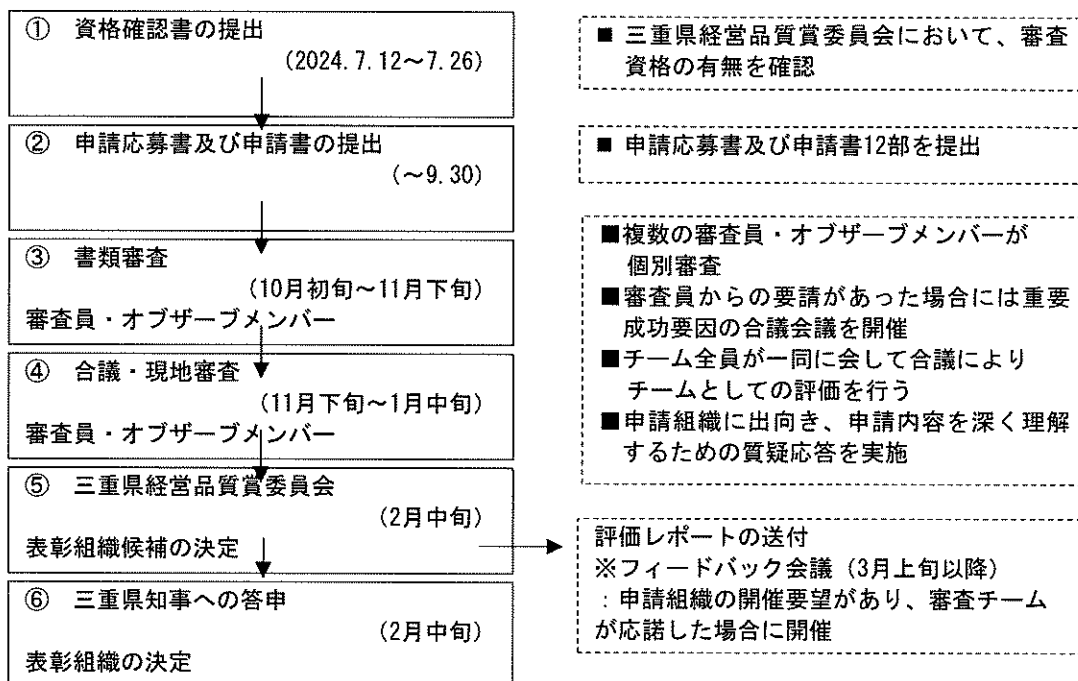 ① 資格確認書の提出
(2024.7.12～7.26)
■ 三重県経営品質賞委員会において、審査
資格の有無を確認
② 申請応募書及び申請書の提出
(～9.30)
■ 申請応募書及び申請書12部を提出
③ 書類審査
(10月初旬～11月下旬)
審査員・オブザーブメンバー
④ 合議・現地審査
(11月下旬～1月中旬)
審査員・オブザーブメンバー
■複数の審査員・オブザーブメンバーが
個別審査
■審査員からの要請があった場合には重要
成功要因の合議会議を開催
■チーム全員が一同に会して合議により
チームとしての評価を行う
■申請組織に出向き、申請内容を深く理解
するための質疑応答を実施
⑤ 三重県経営品質賞委員会
(2月中旬)
表彰組織候補の決定
評価レポートの送付
※フィードバック会議（3月上旬以降）
：申請組織の開催要望があり、審査チーム
が応諾した場合に開催
⑥ 三重県知事への答申
(2月中旬)
表彰組織の決定